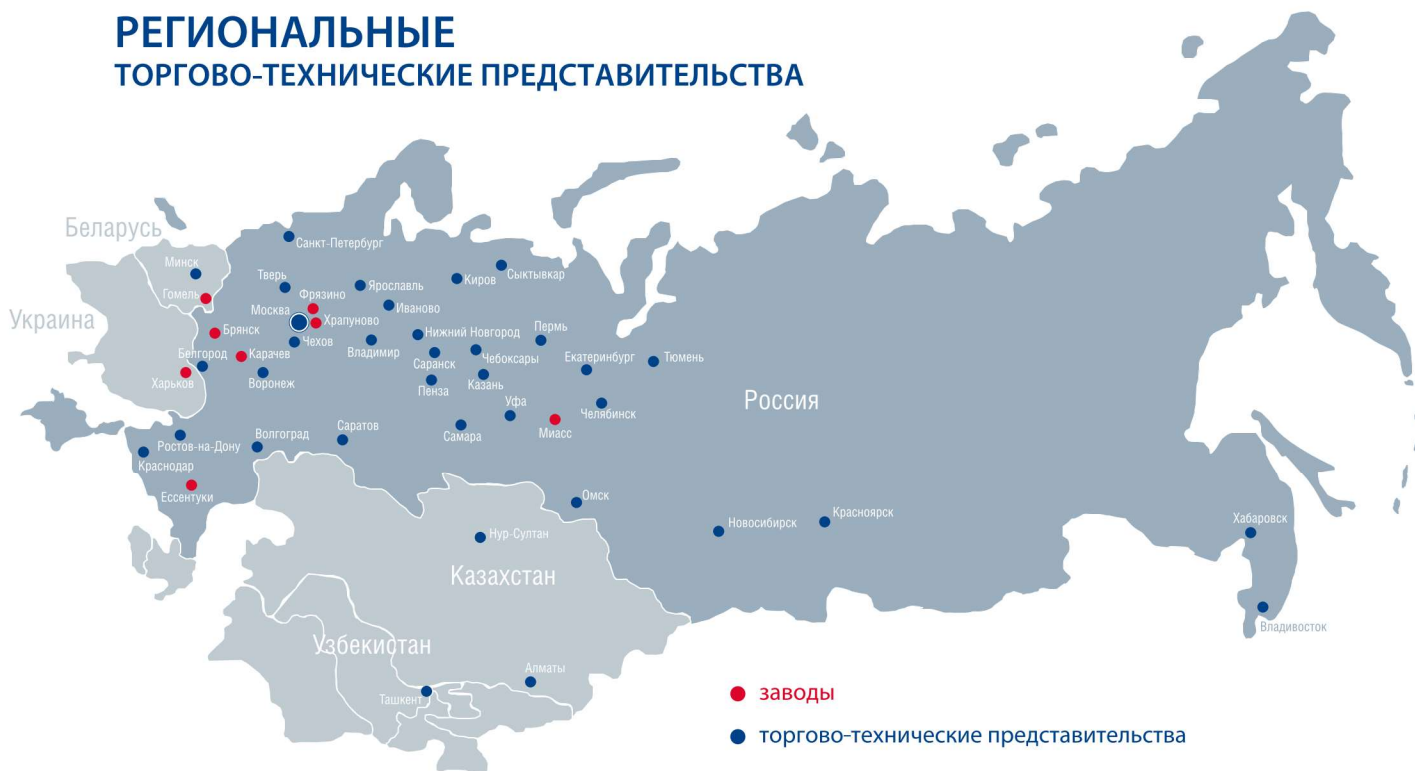 РЕГИОНАЛЬНЫЕ
ТОРГОВО-ТЕХНИЧЕСКИЕ ПРЕДСТАВИТЕЛЬСТВА
Беларусь
Санкт-Петербург
Минск
Сыктывкар
Тверь
Киров
Ярославль
Гомель
Фрязино
Москва
Иваново
Украина
Храпуново
Брянск
Нижний Новгород
Пермь
Чехов
Владимир
Белгород
Карачев
Чебоксары
Екатеринбург
Тюмень
Саранск
Харьков
Воронеж
Казань
Пенза
Уфа
Россия
Челябинск
Саратов
Волгоград
Самара
Миасс
Ростов-на-Дону
Краснодар
Ессентуки
Омск
Красноярск
Хабаровск
Новосибирск
Нур-Султан
Казахстан
Владивосток
Узбекистан
Алматы
Ташкент
заводы
торгово-технические представительства